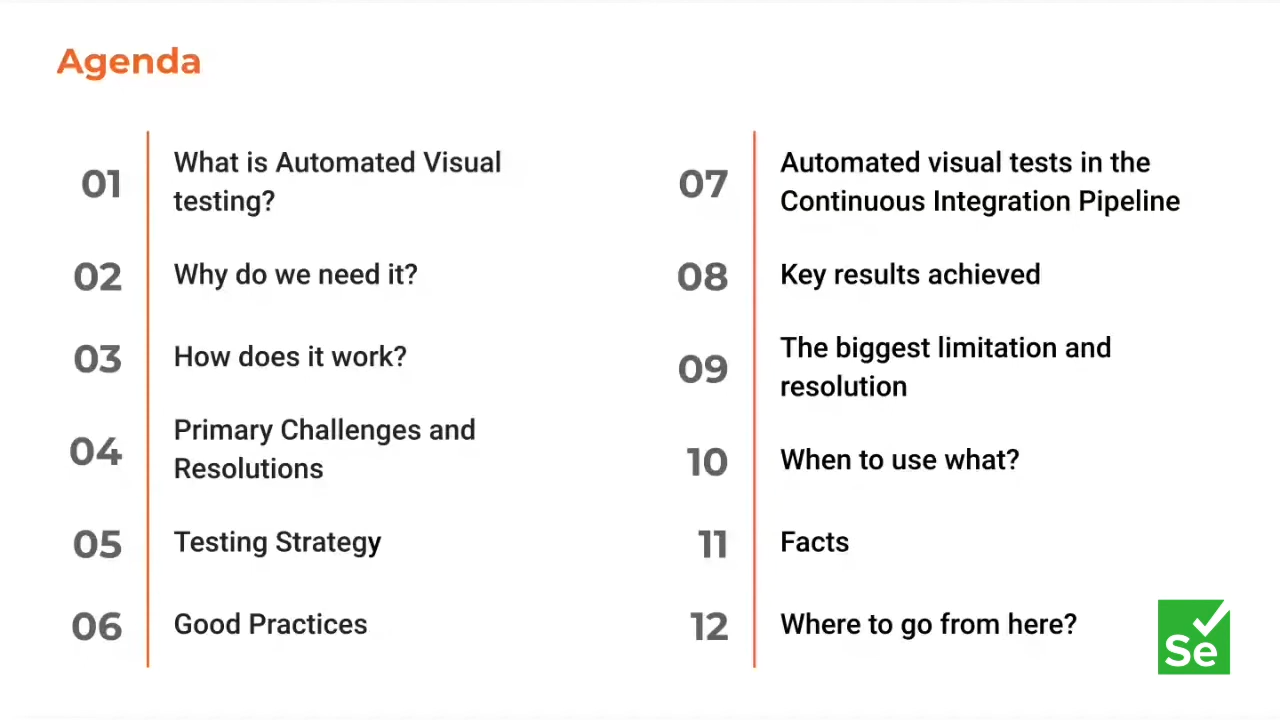 Agenda
01
What is Automated Visual
testing?
02
Why do we need it?
03
How does it work?
04
Primary Challenges and
Resolutions
05
Testing Strategy
06
Good Practices
07
Automated visual tests in the
Continuous Integration Pipeline
08
Key results achieved
09
The biggest limitation and
resolution
10
When to use what?
11
Facts
12
Where to go from here?
Se